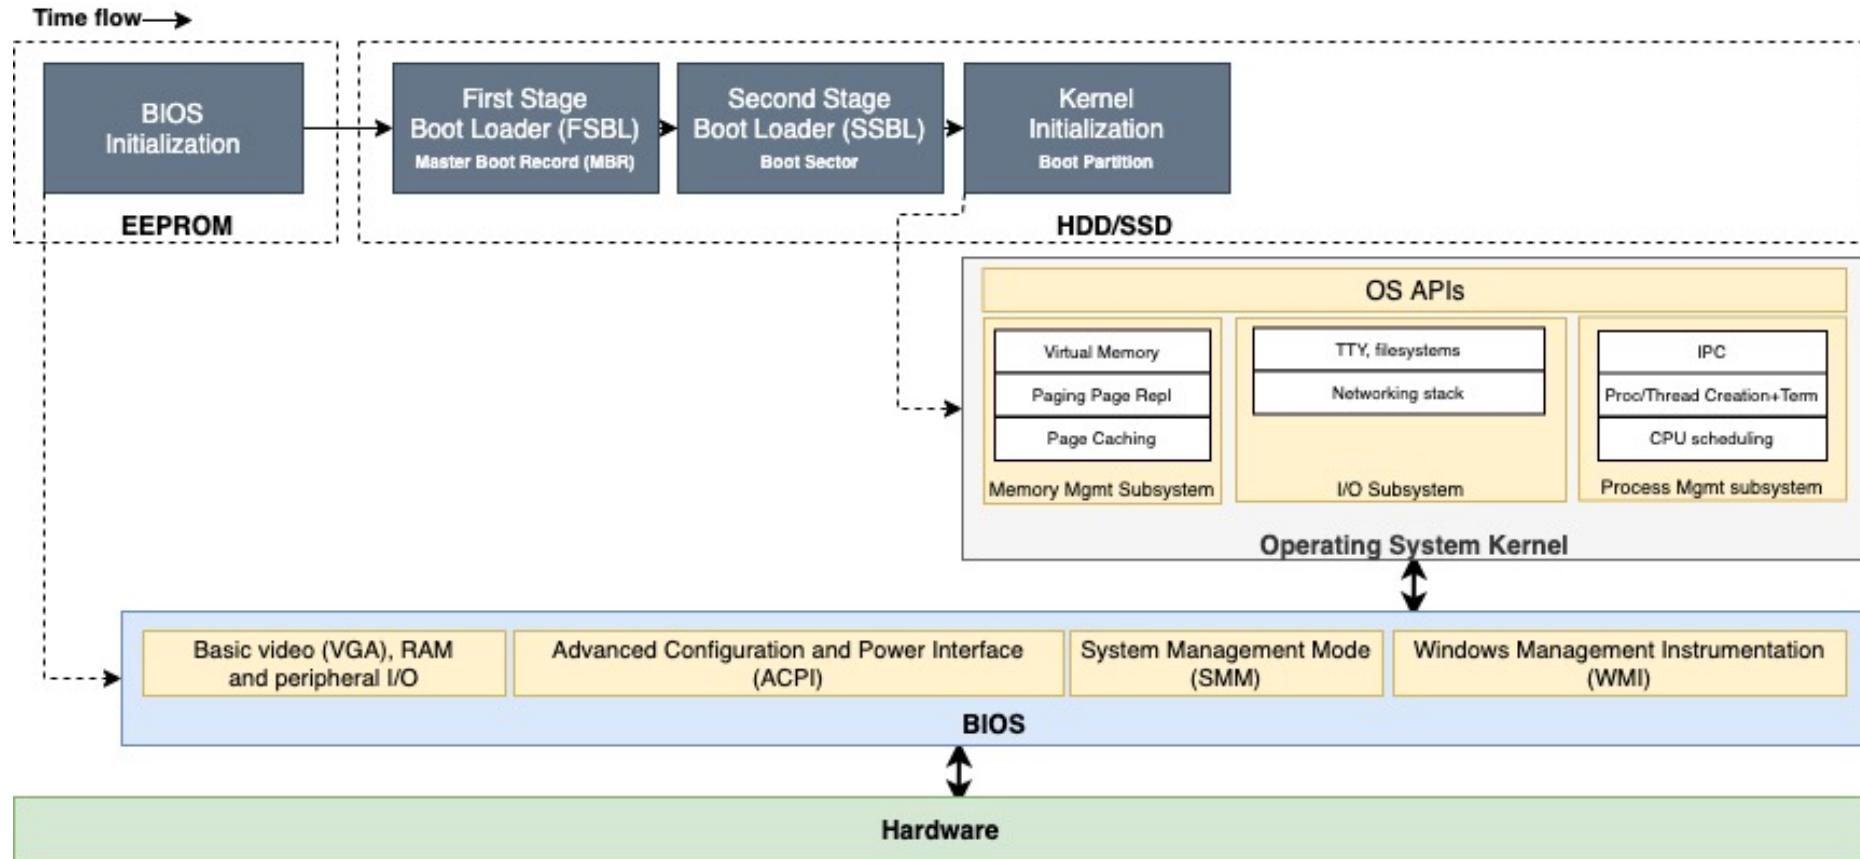 Time flow
BIOS
Initialization
First Stage
Boot Loader (FSBL)
Master Boot Record (MBR)
Second Stage
Boot Loader (SSBL)
Boot Sector
Kernel
Initialization
Boot Partition
EEPROM
HDD/SSD
OS APIs
Virtual Memory
Paging Page Repl
Page Caching
Memory Mgmt Subsystem
TTY, filesystems
Networking stack
I/O Subsystem
IPC
Proc/Thread Creation+Term
CPU scheduling
Process Mgmt subsystem
Operating System Kernel
Basic video (VGA), RAM
and peripheral I/O
Advanced Configuration and Power Interface
(ACPI)
System Management Mode
(SMM)
Windows Management Instrumentation
(WMI)
BIOS
Hardware